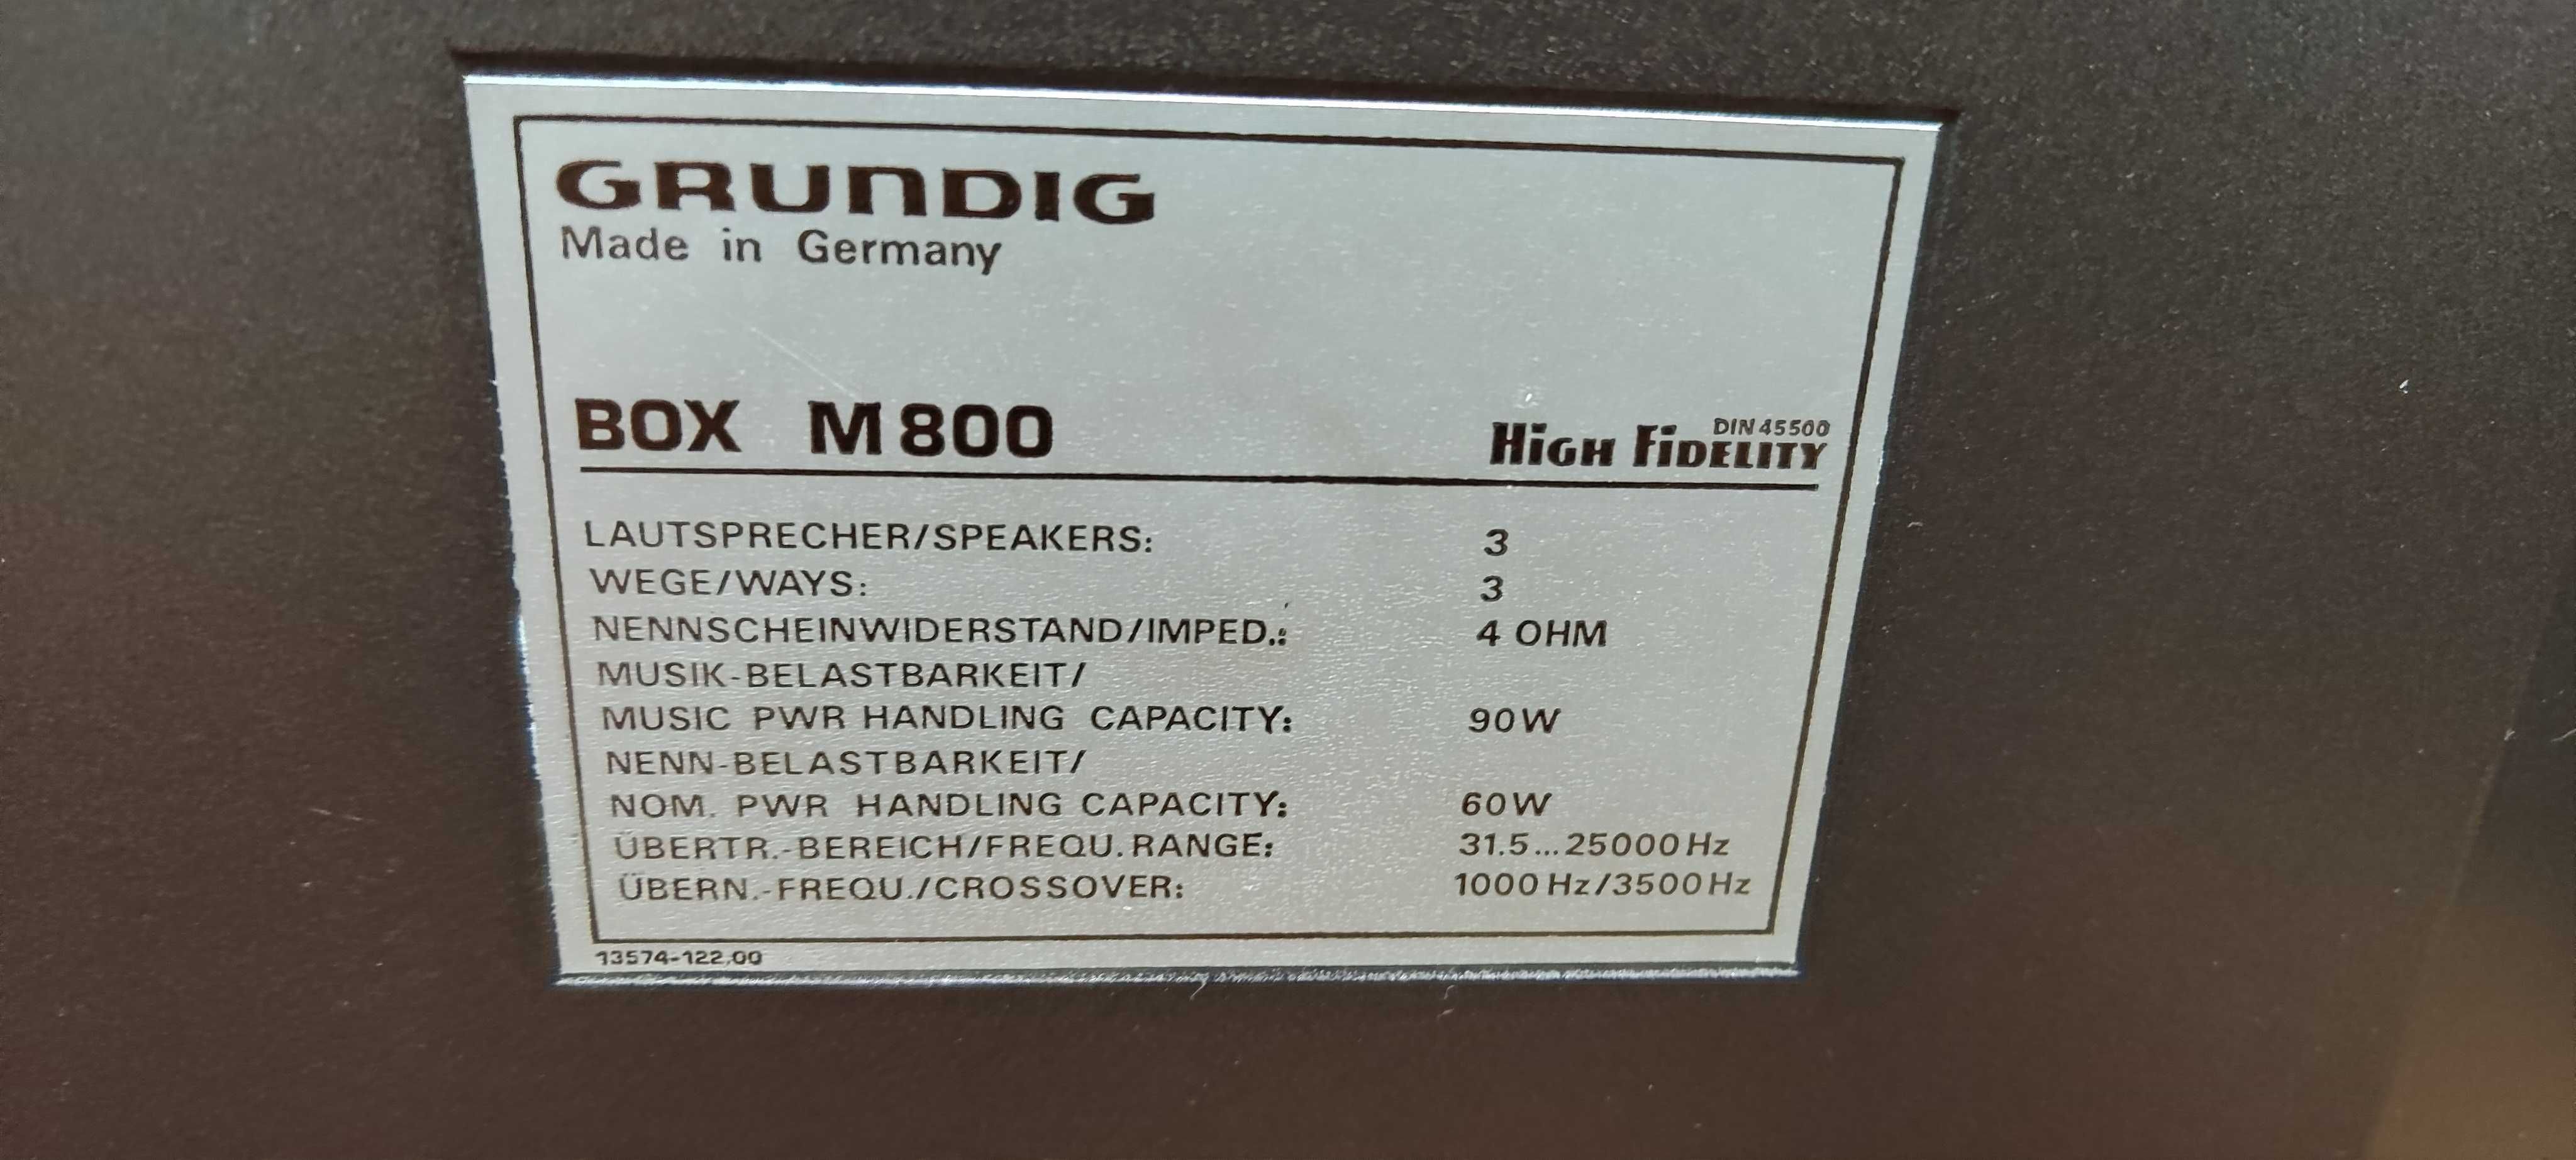 GRUNDIG
Made in Germany
BOX M800
DIN 45500
HiGH FiDELITY
LAUTSPRECHER/SPEAKERS: 3
WEGE/WAYS: 3
NENNSCHEINWIDERSTAND/IMPED.: 4 OHM
MUSIK-BELASTBARKEIT/
MUSIC PWR HANDLING CAPACITY: 90W
NENN-BELASTBARKEIT/
NOM. PWR HANDLING CAPACITY: 60W
ÜBERTR.-BEREICH/FREQU. RANGE: 31.5...25000 Hz
ÜBERN.-FREQU./CROSSOVER: 1000 Hz/3500 Hz
13574-122.00